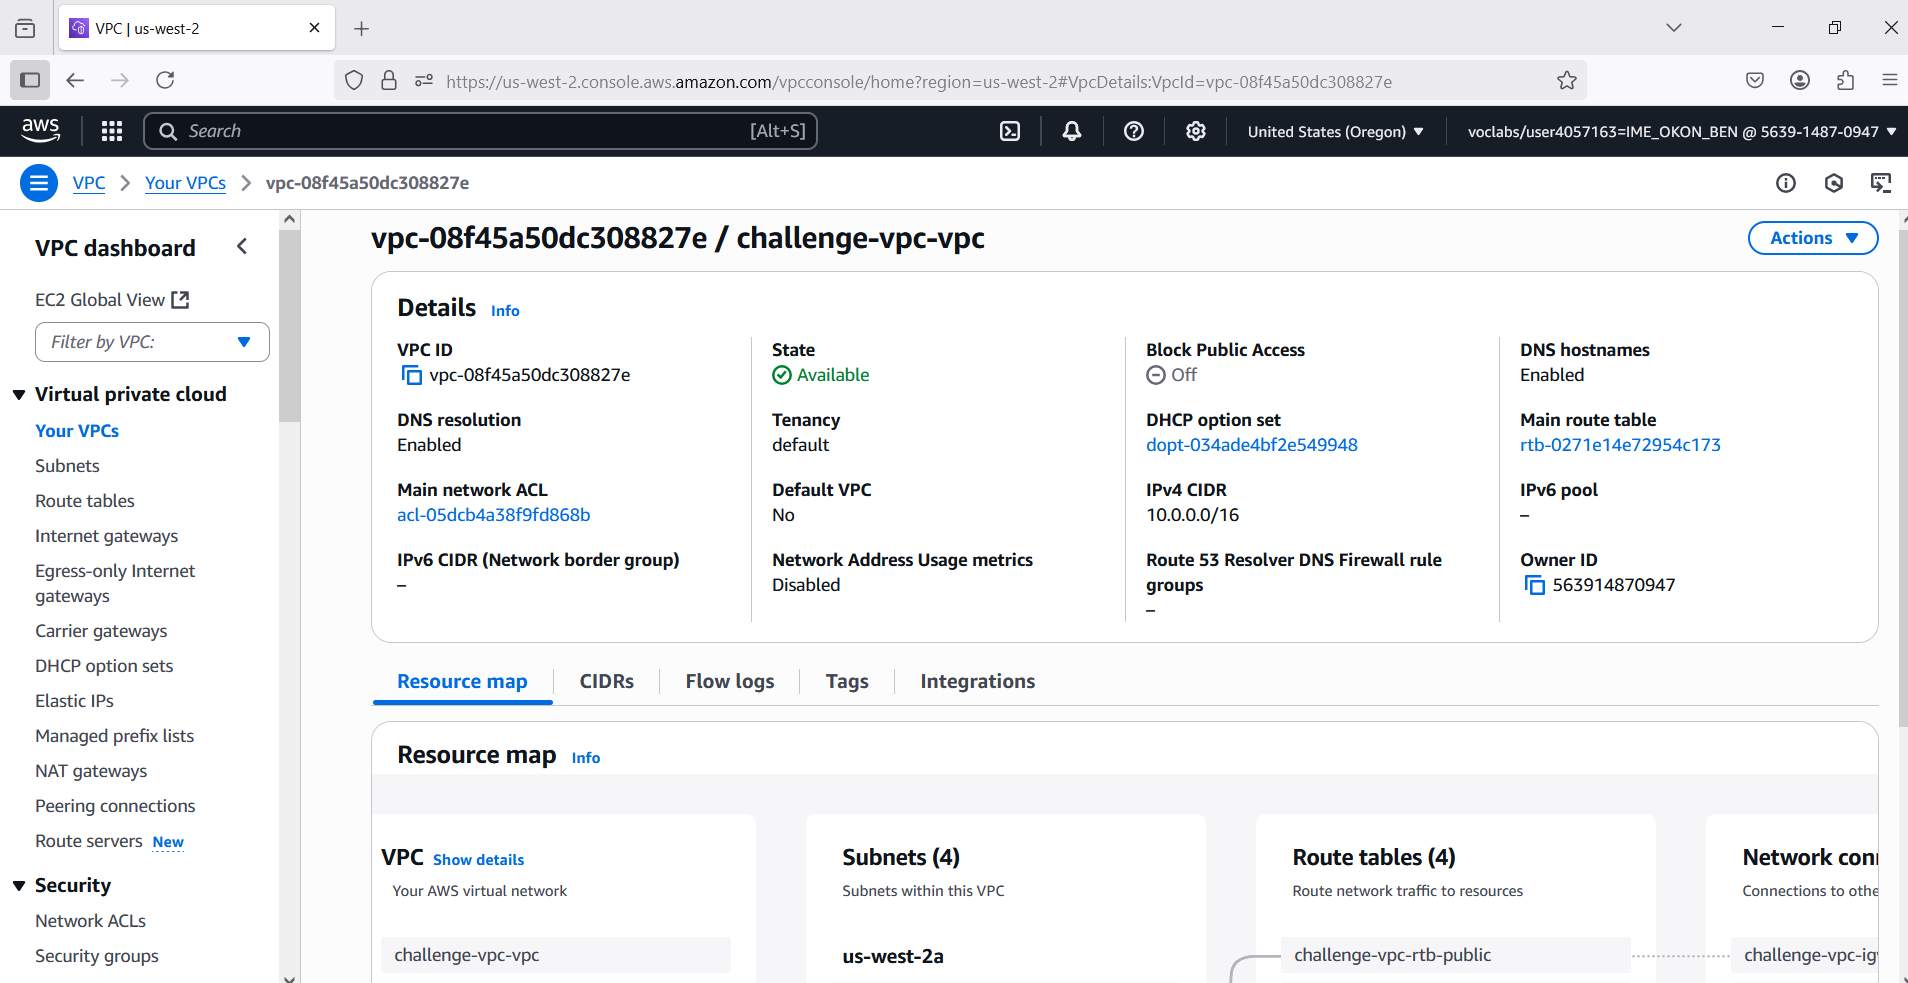 VPC | us-west-2
https://us-west-2.console.aws.amazon.com/vpcconsole/home?region=us-west-2#VpcDetails:VpcId=vpc-08f45a50dc308827e
aws
Search
[Alt+S]
United States (Oregon)
voclabs/user4057163=IME_OKON_BEN @ 5639-1487-0947
VPC
Your VPCs
vpc-08f45a50dc308827e
VPC dashboard
EC2 Global View
Filter by VPC:
Virtual private cloud
Your VPCs
Subnets
Route tables
Internet gateways
Egress-only Internet
gateways
Carrier gateways
DHCP option sets
Elastic IPs
Managed prefix lists
NAT gateways
Peering connections
Route servers New
Security
Network ACLs
Security groups
vpc-08f45a50dc308827e / challenge-vpc-vpc
Actions
Details Info
VPC ID
vpc-08f45a50dc308827e
State
Available
Block Public Access
Off
DNS hostnames
Enabled
DNS resolution
Enabled
Tenancy
default
DHCP option set
dopt-034ade4bf2e549948
Main route table
rtb-0271e14e72954c173
Main network ACL
acl-05dcb4a38f9fd868b
Default VPC
No
IPv4 CIDR
10.0.0.0/16
IPv6 pool
–
IPv6 CIDR (Network border group)
–
Network Address Usage metrics
Disabled
Route 53 Resolver DNS Firewall rule
groups
–
Owner ID
563914870947
Resource map
CIDRs
Flow logs
Tags
Integrations
Resource map Info
VPC Show details
Your AWS virtual network
challenge-vpc-vpc
Subnets (4)
Subnets within this VPC
us-west-2a
Route tables (4)
Route network traffic to resources
challenge-vpc-rtb-public
Network con
Connections to othe
challenge-vpc-ig